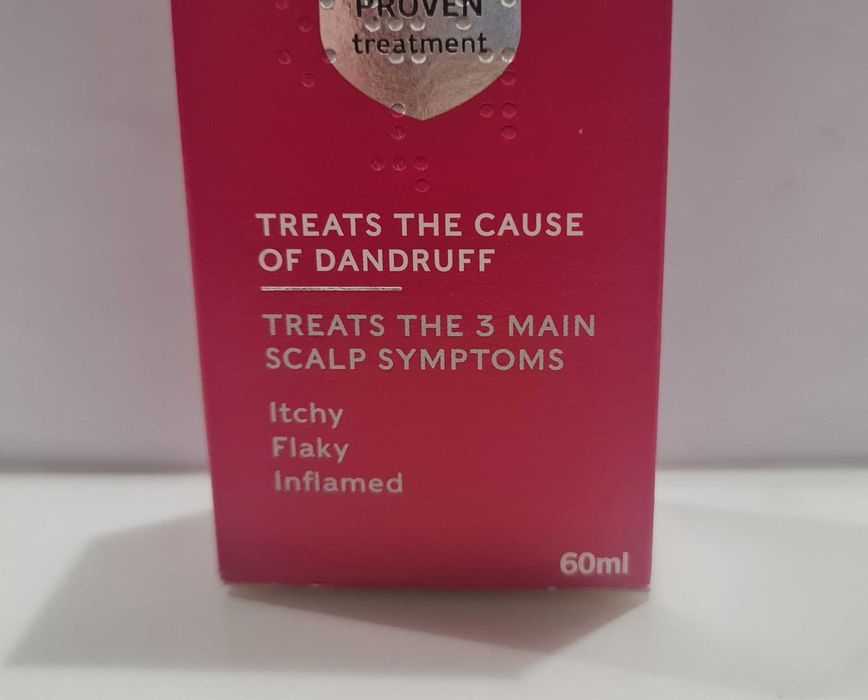 PROVEN
treatment
TREATS THE CAUSE
OF DANDRUFF
TREATS THE 3 MAIN
SCALP SYMPTOMS
Itchy
Flaky
Inflamed
60ml